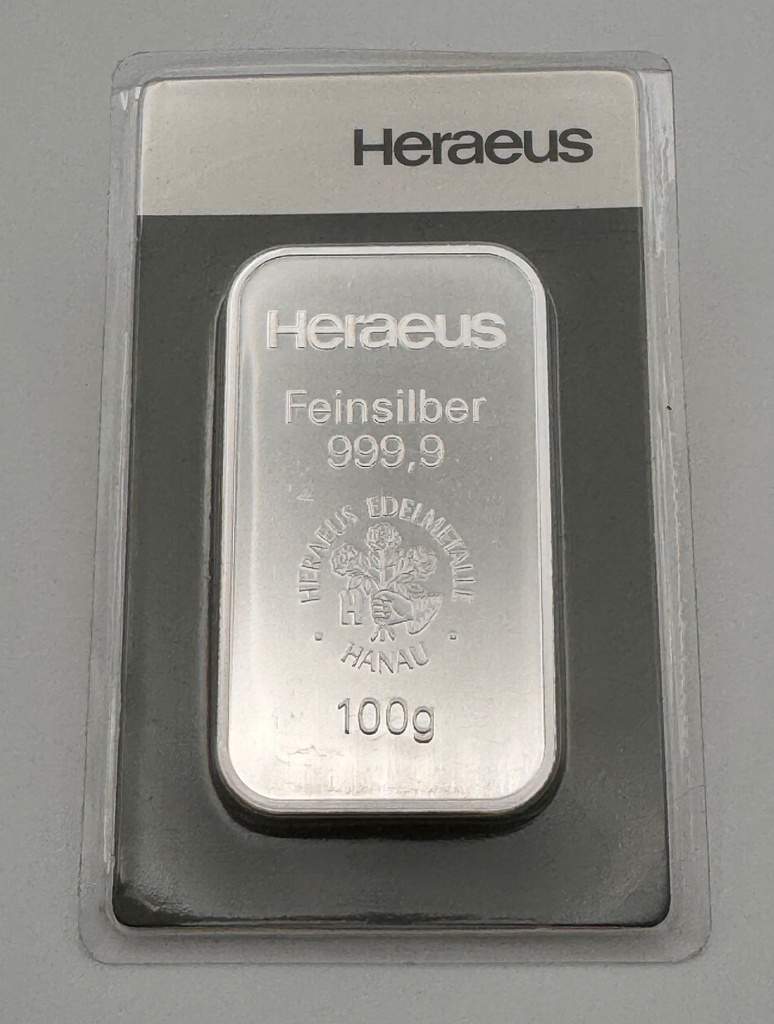 Heraeus
Heraeus
Feinsilber
999,9
HERAEUS EDELMETALLE
H
HANAU
100g